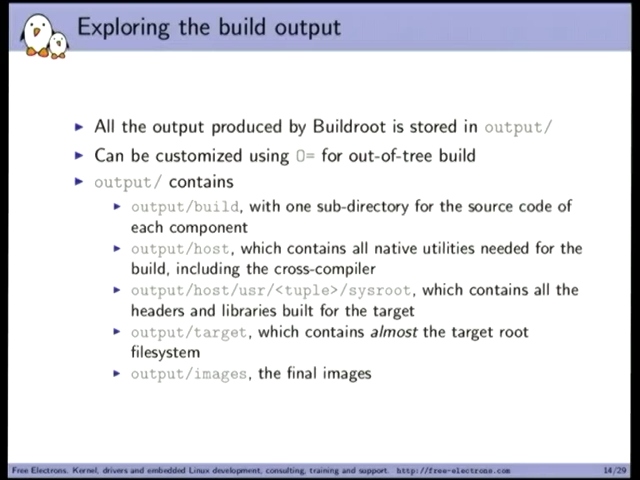 Exploring the build output
▶ All the output produced by Buildroot is stored in output/
▶ Can be customized using O= for out-of-tree build
▶ output/ contains
▶ output/build, with one sub-directory for the source code of
each component
▶ output/host, which contains all native utilities needed for the
build, including the cross-compiler
▶ output/host/usr/<tuple>/sysroot, which contains all the
headers and libraries built for the target
▶ output/target, which contains almost the target root
filesystem
▶ output/images, the final images
Free Electrons. Kernel, drivers and embedded Linux development, consulting, training and support. http://free-electrons.com 14/29